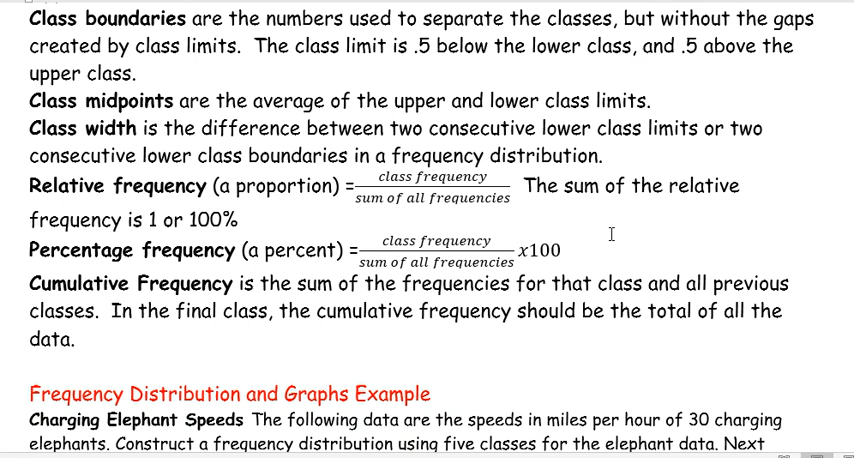 Class boundaries are the numbers used to separate the classes, but without the gaps
created by class limits.  The class limit is .5 below the lower class, and .5 above the
upper class.
Class midpoints are the average of the upper and lower class limits.
Class width is the difference between two consecutive lower class limits or two
consecutive lower class boundaries in a frequency distribution.
Relative frequency (a proportion) = class frequency / sum of all frequencies  The sum of the relative
frequency is 1 or 100%
Percentage frequency (a percent) = class frequency / sum of all frequencies x100
Cumulative Frequency is the sum of the frequencies for that class and all previous
classes.  In the final class, the cumulative frequency should be the total of all the
data.
Frequency Distribution and Graphs Example
Charging Elephant Speeds The following data are the speeds in miles per hour of 30 charging
elephants. Construct a frequency distribution using five classes for the elephant data. Next